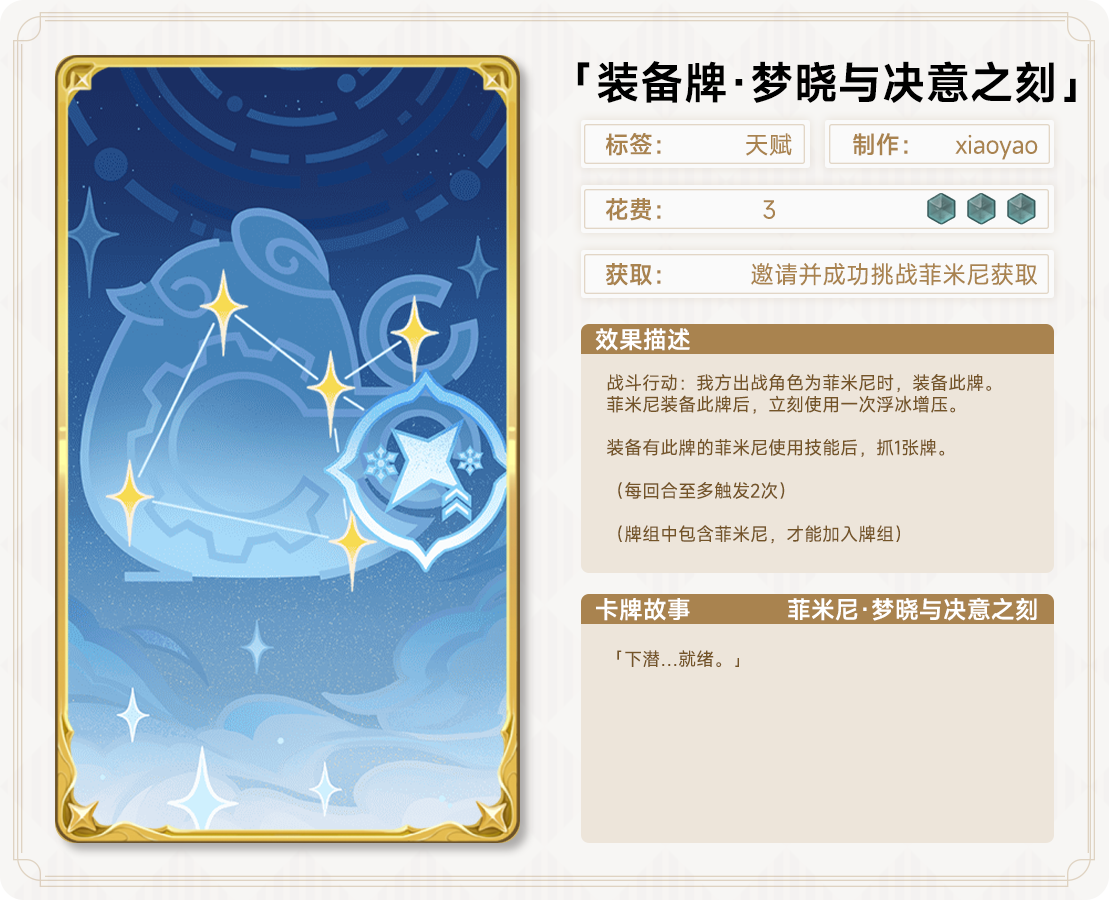 「装备牌·梦晓与决意之刻」
标签： 天赋
制作： xiaoyao
花费： 3
获取： 邀请并成功挑战菲米尼获取
效果描述
战斗行动：我方出战角色为菲米尼时，装备此牌。
菲米尼装备此牌后，立刻使用一次浮冰增压。
装备有此牌的菲米尼使用技能后，抓1张牌。
（每回合至多触发2次）
（牌组中包含菲米尼，才能加入牌组）
卡牌故事 菲米尼·梦晓与决意之刻
「下潜...就绪。」